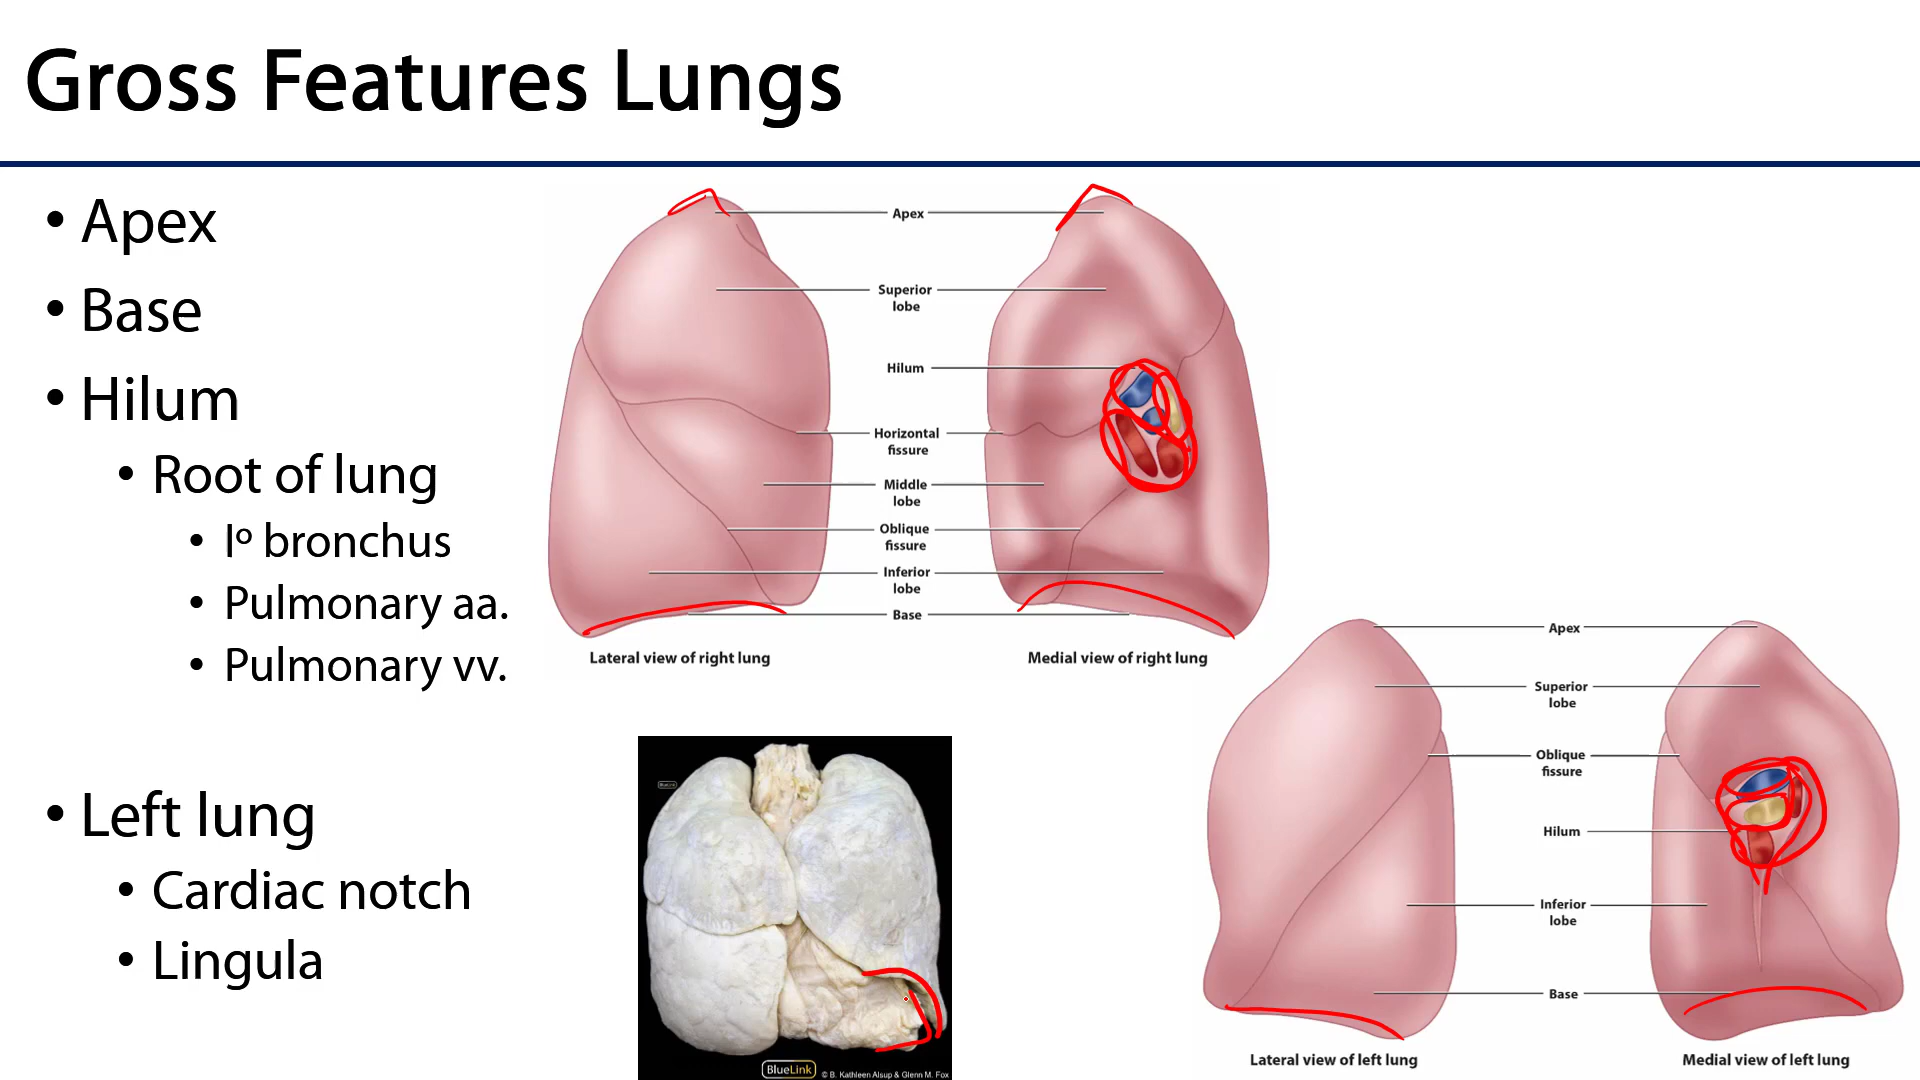 Gross Features Lungs
• Apex
• Base
• Hilum
• Root of lung
• Iº bronchus
• Pulmonary aa.
• Pulmonary vv.
• Left lung
• Cardiac notch
• Lingula
Apex
Superior
lobe
Hilum
Horizontal
fissure
Middle
lobe
Oblique
fissure
Inferior
lobe
Base
Lateral view of right lung
Medial view of right lung
Apex
Superior
lobe
Oblique
fissure
Hilum
Inferior
lobe
Base
Lateral view of left lung
Medial view of left lung
BlueLink
BlueLink
© B. Kathleen Alsup & Glenn M. Fox